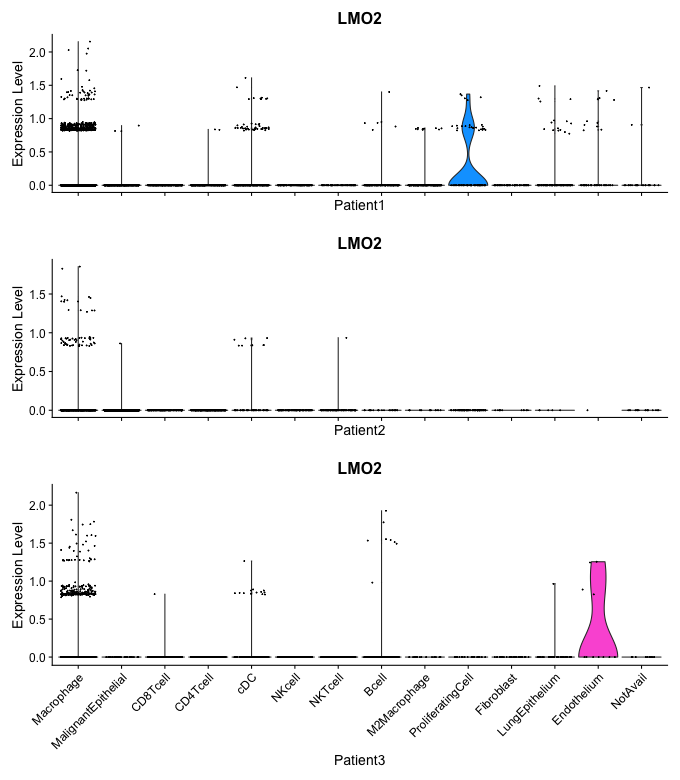 LMO2
2.0
1.5
1.0
0.5
0.0
Expression Level
Patient1
LMO2
1.5
1.0
0.5
0.0
Expression Level
Patient2
LMO2
2.0
1.5
1.0
0.5
0.0
Expression Level
Macrophage
MalignantEpithelial
CD8Tcell
CD4Tcell
cDC
NKcell
NKTcell
Bcell
M2Macrophage
ProliferatingCell
Fibroblast
LungEpithelium
Endothelium
NotAvail
Patient3